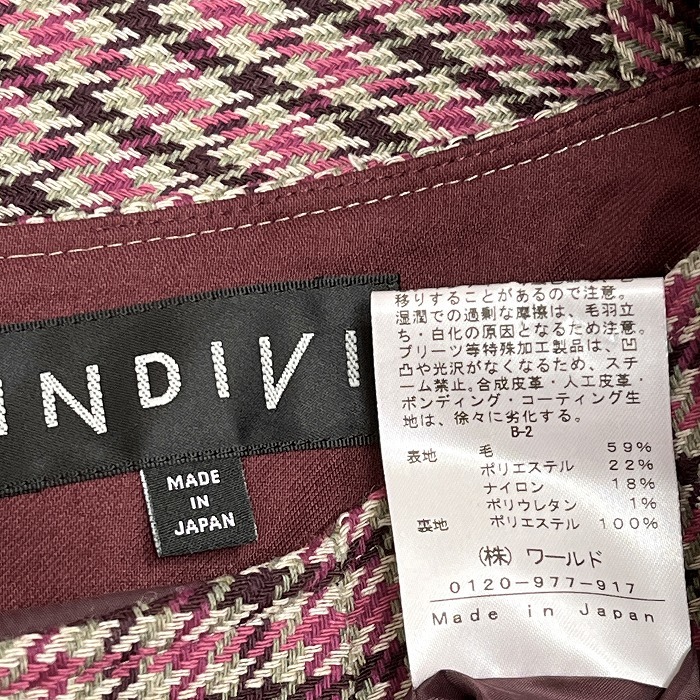 INDIVI
MADE
IN
JAPAN
移りすることがあるので注意。
湿潤での過剰な摩擦は、毛羽立
ち・白化の原因となるため注意。
プリーツ等特殊加工製品は、凹
凸や光沢がなくなるため、スチ
ーム禁止。合成皮革・人工皮革・
ボンディング・コーティング生
地は、徐々に劣化する。
B-2
表地 毛 59%
ポリエステル 22%
ナイロン 18%
ポリウレタン 1%
裏地 ポリエステル 100%
(株) ワールド
0120-977-917
Made in Japan